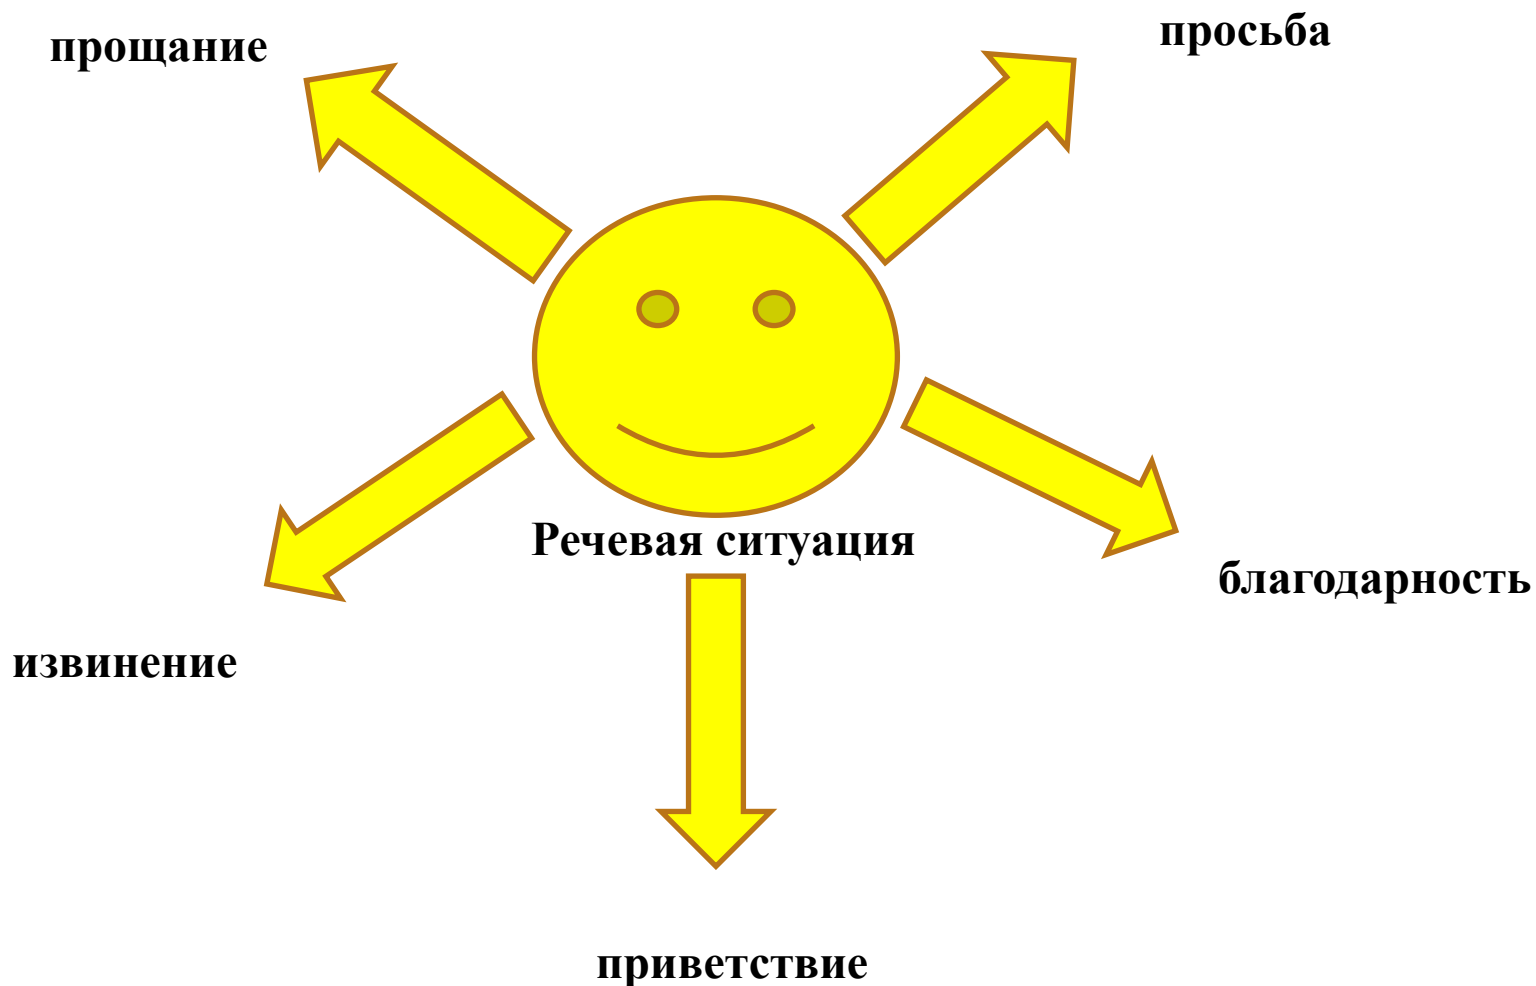 просьба
прощание
Речевая ситуация
благодарность
извинение
приветствие